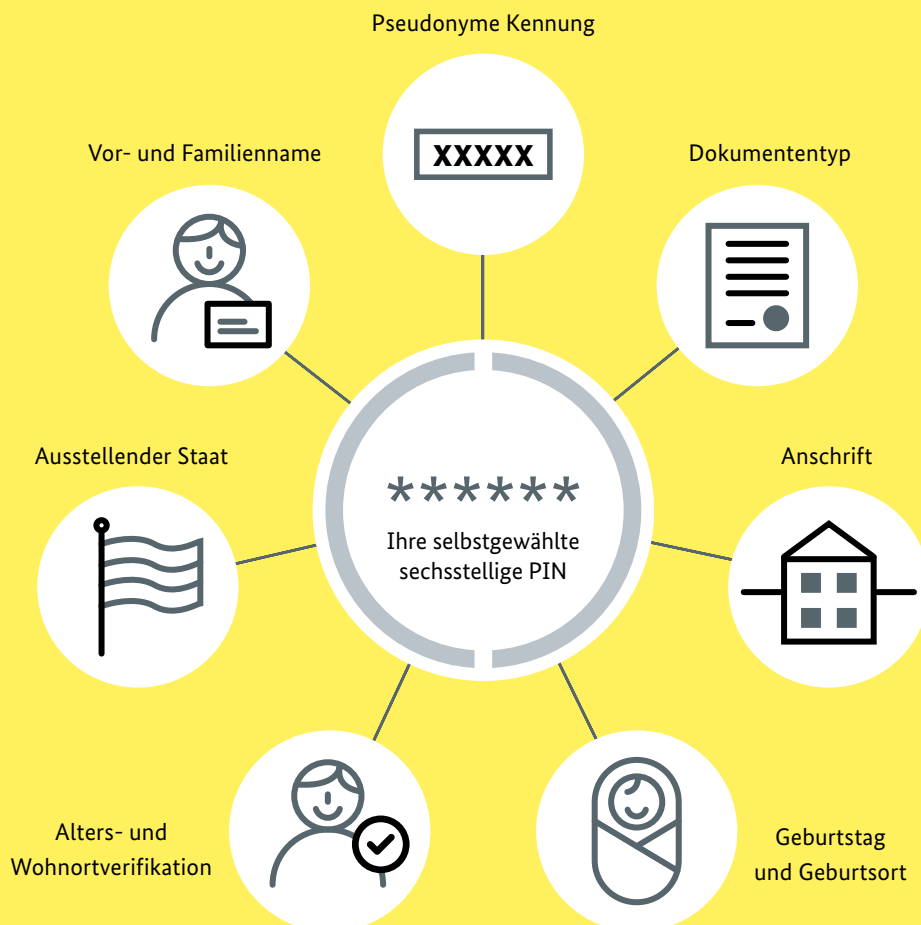 Pseudonyme Kennung
xxxxx
Vor- und Familienname
Dokumententyp
Ausstellender Staat
Anschrift
******
Ihre selbstgewählte
sechsstellige PIN
Alters- und
Wohnortverifikation
Geburtstag
und Geburtsort